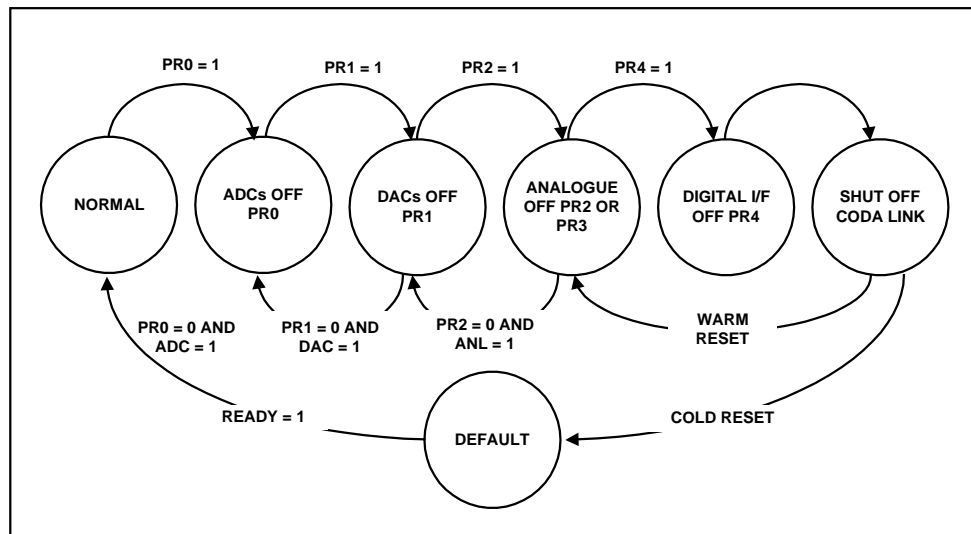 PR0 = 1
PR1 = 1
PR2 = 1
PR4 = 1
NORMAL
ADCs OFF
PR0
DACs OFF
PR1
ANALOGUE
OFF PR2 OR
PR3
DIGITAL I/F
OFF PR4
SHUT OFF
CODA LINK
PR0 = 0 AND
ADC = 1
PR1 = 0 AND
DAC = 1
PR2 = 0 AND
ANL = 1
WARM
RESET
READY = 1
DEFAULT
COLD RESET